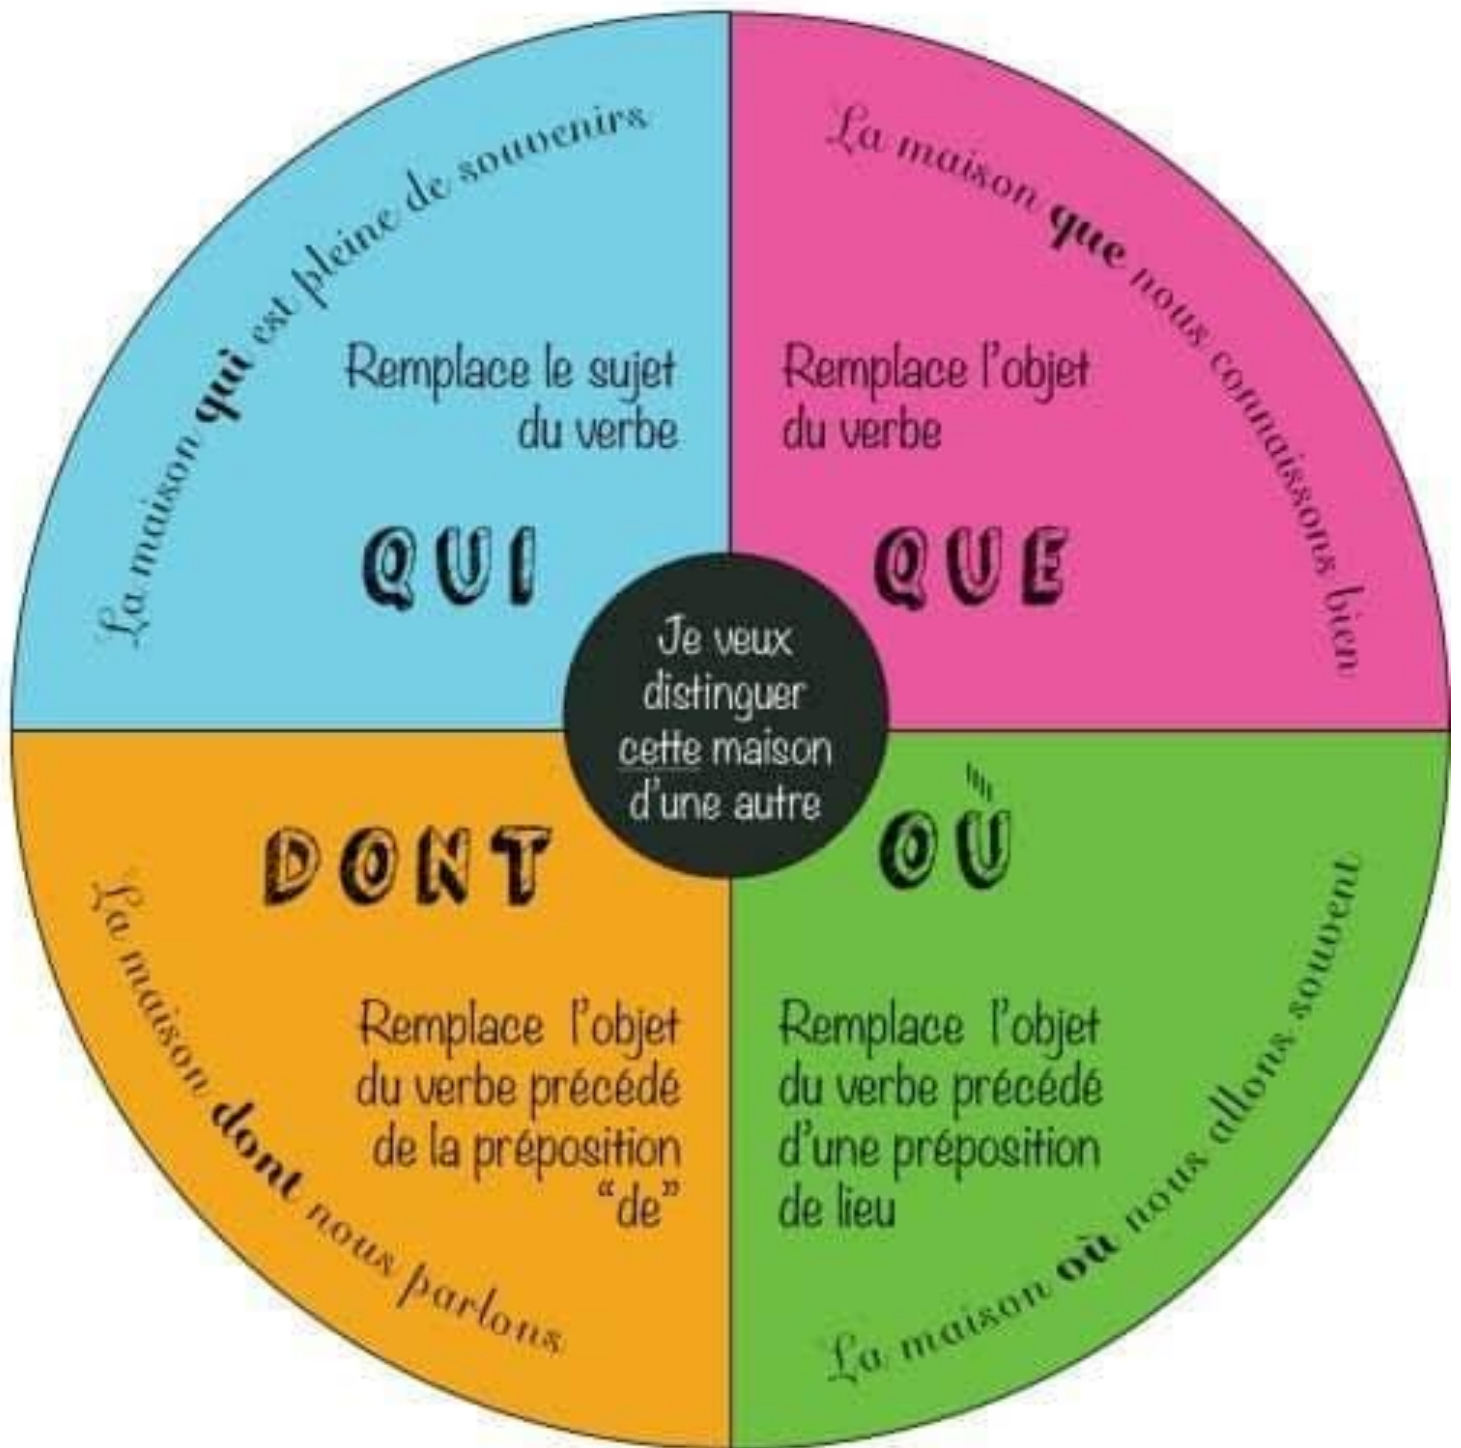 La maison qui est pleine de souvenirs
Remplace le sujet
du verbe
QUI
La maison que nous connaissons bien
Remplace l'objet
du verbe
QUE
Je veux
distinguer
cette maison
d'une autre
DONT
Remplace l'objet
du verbe précédé
de la préposition
“de”
La maison dont nous parlons
OÙ
Remplace l'objet
du verbe précédé
d'une préposition
de lieu
La maison où nous allons souvent